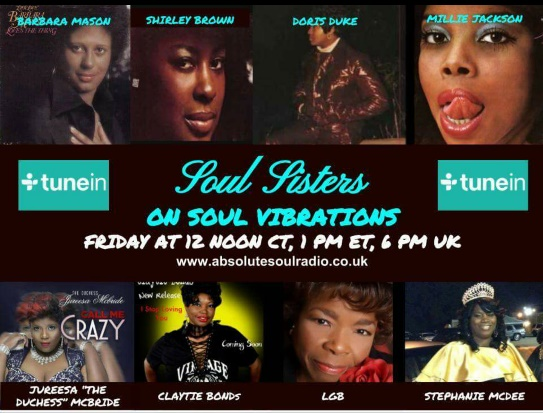 BARBARA MASON
SHIRLEY BROWN
DORIS DUKE
MILLIE JACKSON
tunein
Soul Sisters
tunein
ON SOUL VIBRATIONS
FRIDAY AT 12 NOON CT, 1 PM ET, 6 PM UK
www.absolutesoulradio.co.uk
THE DUCHESS
Jureesa McBride
CALL ME
CRAZY
New Release
Coming Soon
VINTAGE
JUREESA "THE
DUCHESS" MCBRIDE
CLAYTIE BONDS
LGB
STEPHANIE MCDEE